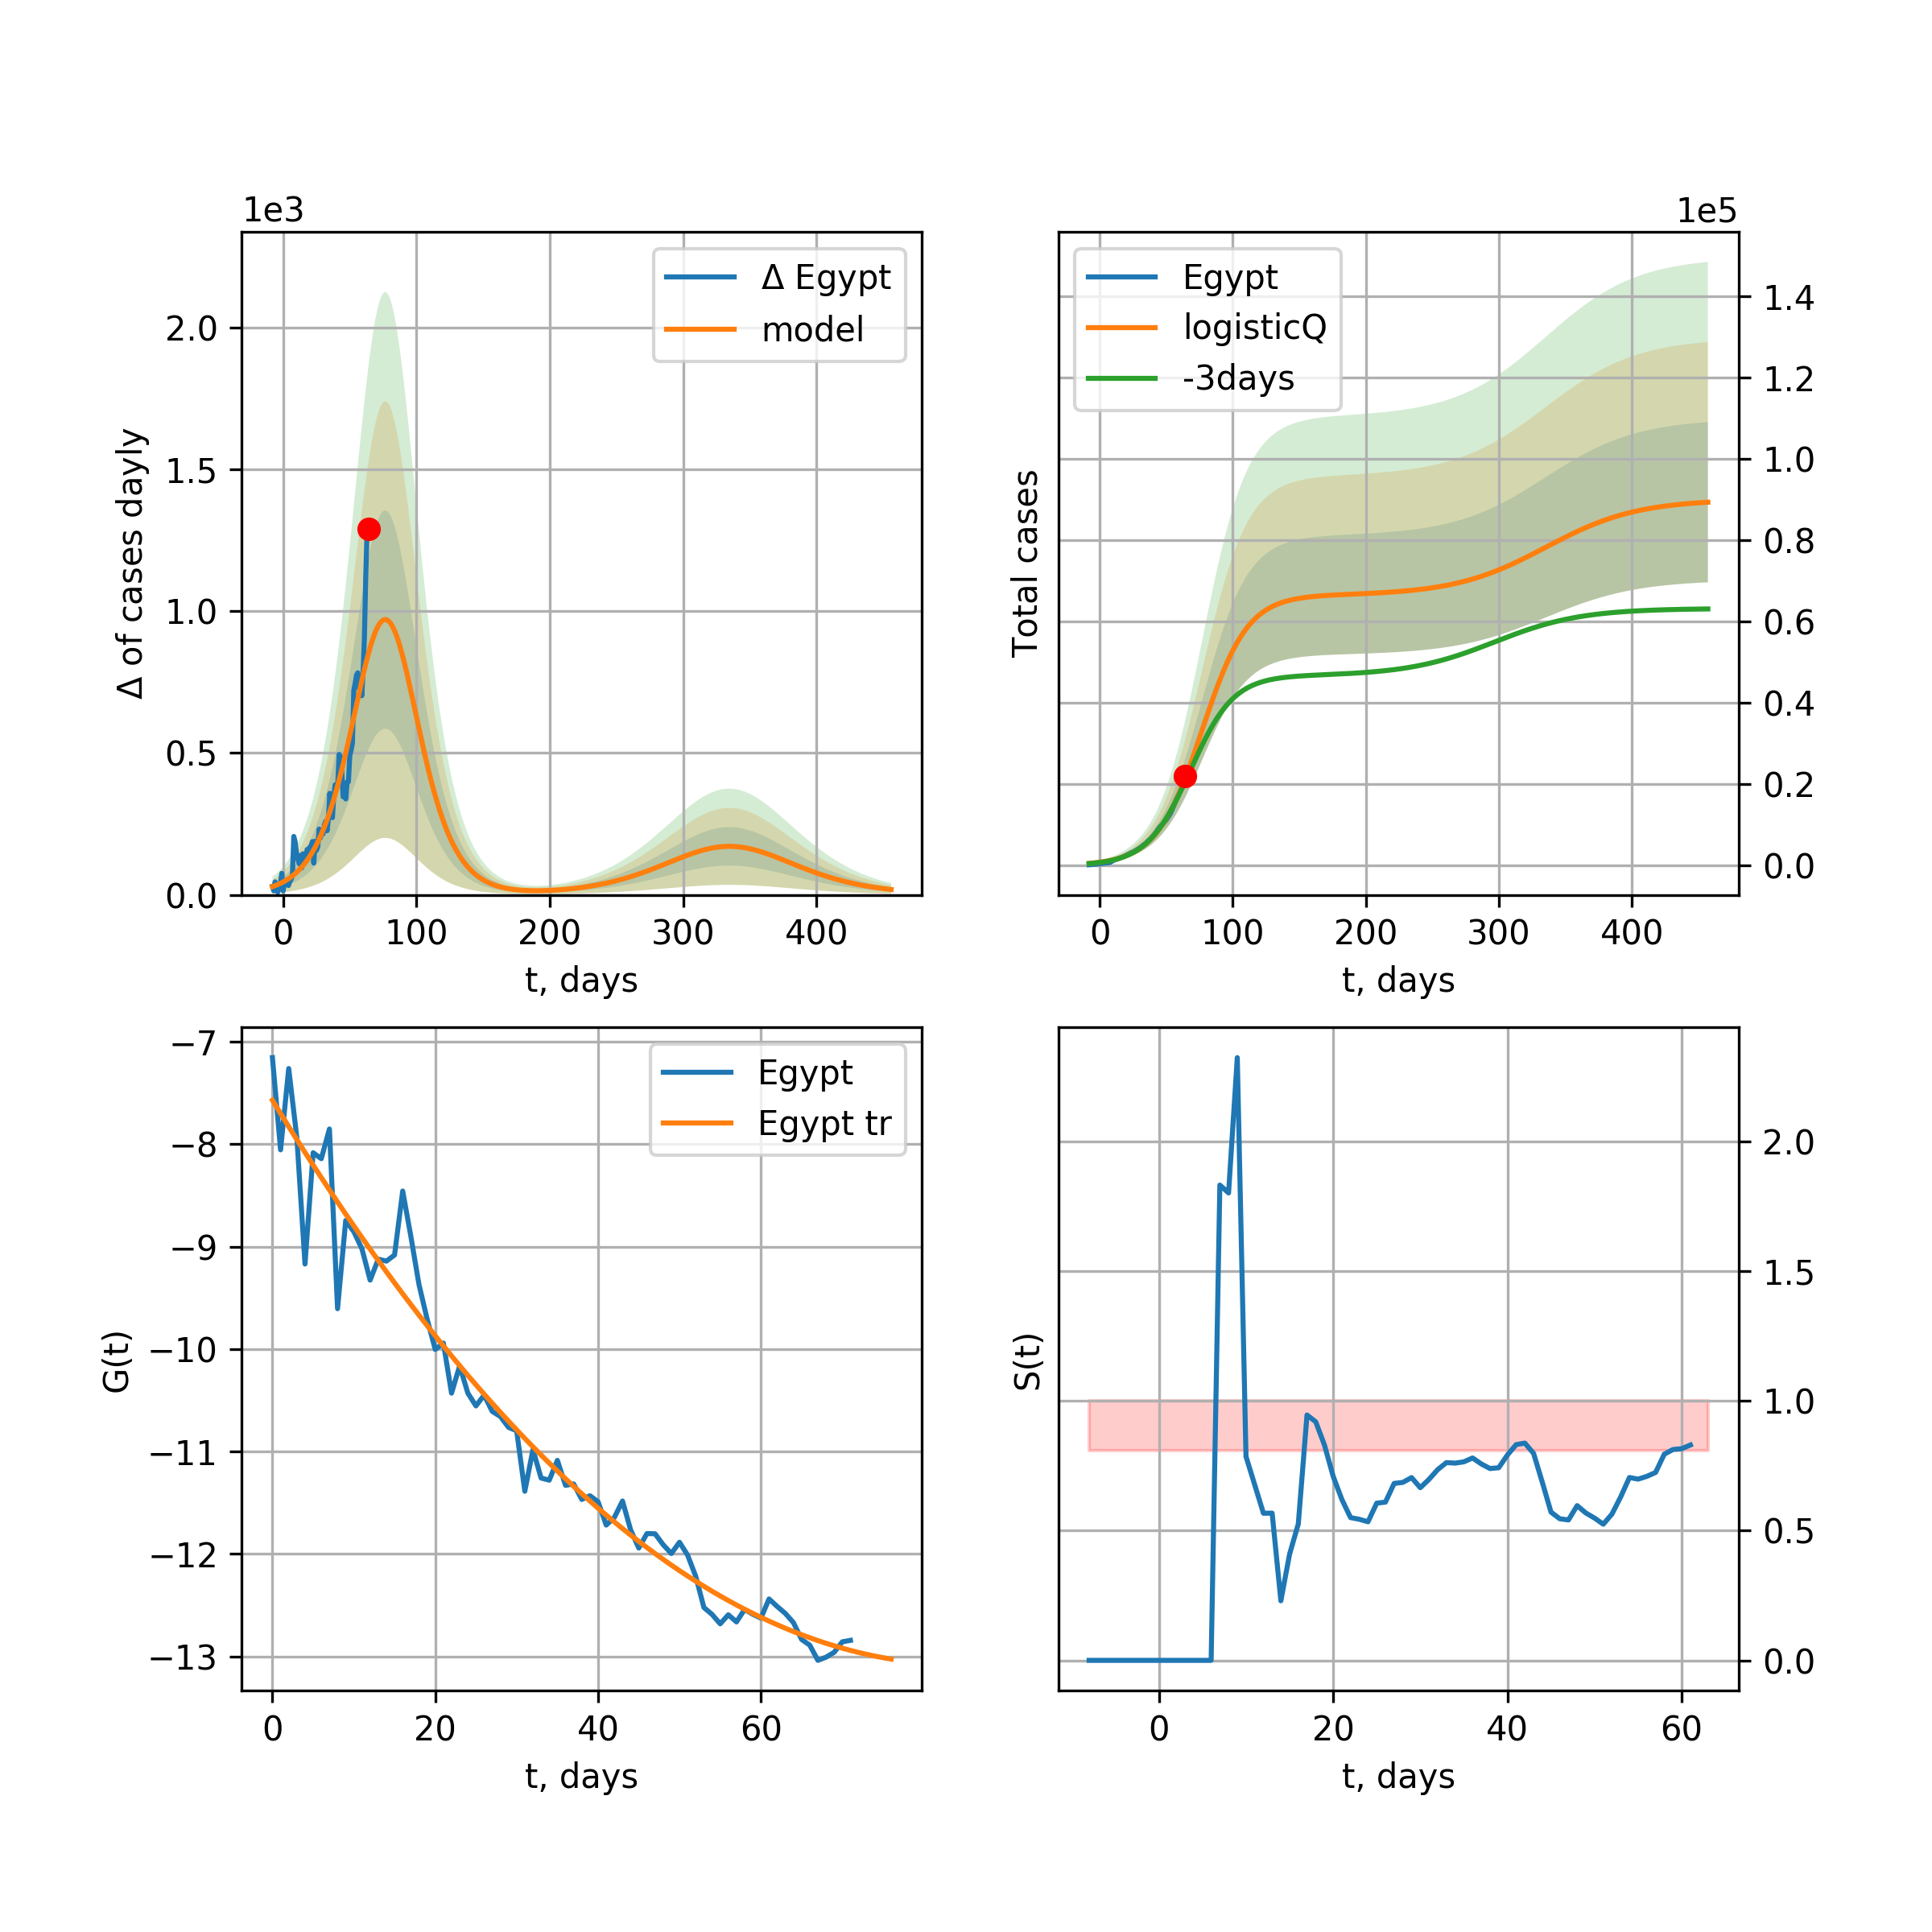 1e3
Δ of cases dayly
2.0
1.5
1.0
0.5
0.0
Δ Egypt
model
0 100 200 300 400
t, days
1e5
Total cases
Egypt
logisticQ
-3days
1.4
1.2
1.0
0.8
0.6
0.4
0.2
0.0
0 100 200 300 400
t, days
G(t)
−7
−8
−9
−10
−11
−12
−13
Egypt
Egypt tr
0 20 40 60
t, days
S(t)
2.0
1.5
1.0
0.5
0.0
0 20 40 60
t, days